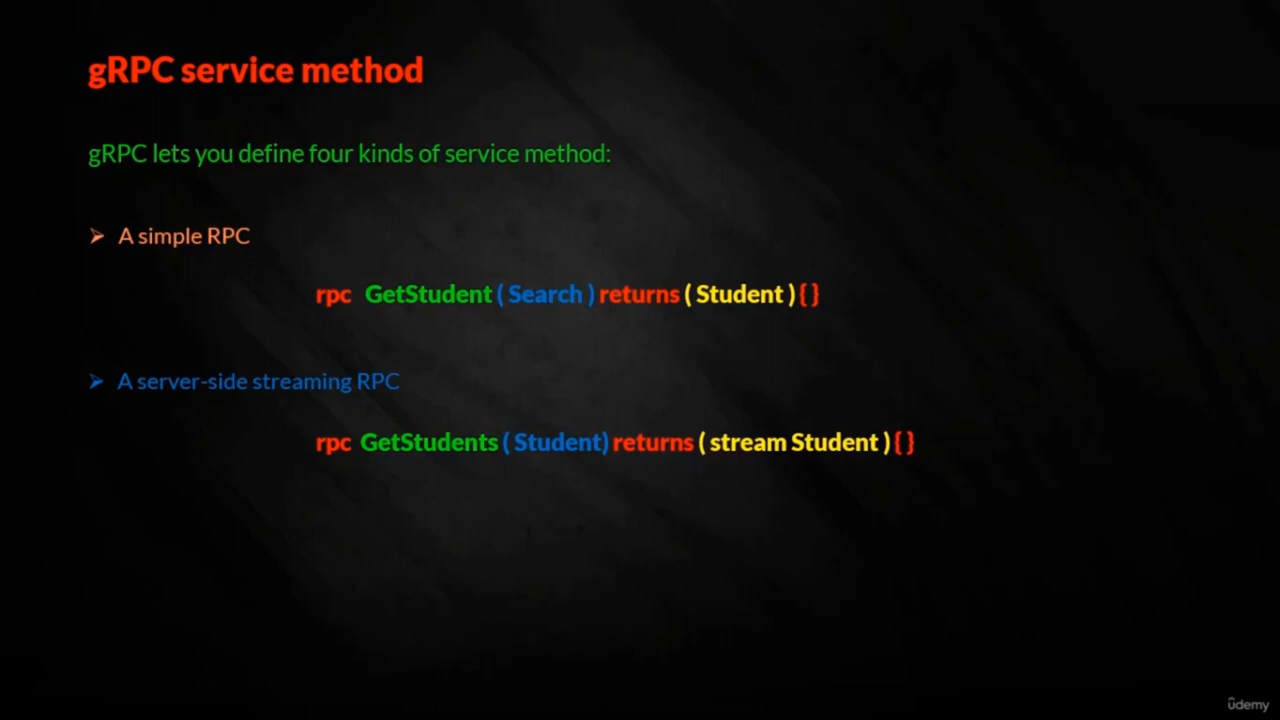 gRPC service method
gRPC lets you define four kinds of service method:
➤ A simple RPC
rpc GetStudent ( Search ) returns ( Student ) { }
➤ A server-side streaming RPC
rpc GetStudents ( Student) returns ( stream Student ) { }
ûdemy